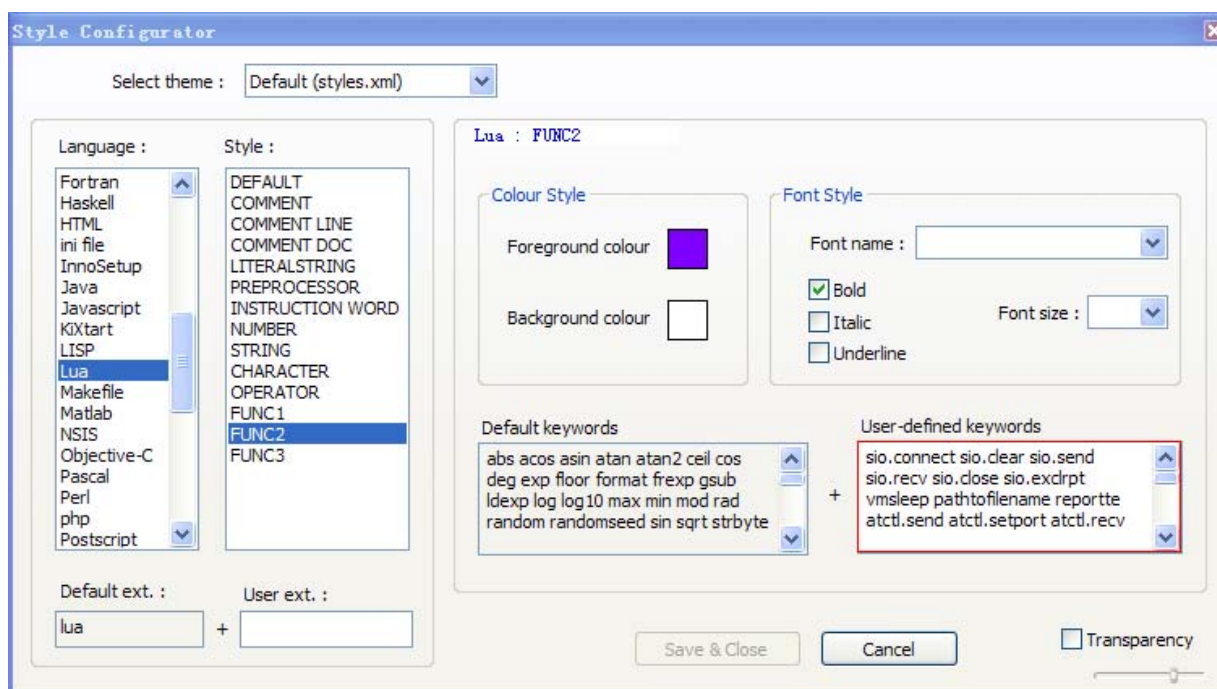 Style Configurator
Select theme :
Default (styles.xml)
Language :
Fortran
Haskell
HTML
ini file
InnoSetup
Java
Javascript
KiXtart
LISP
Lua
Makefile
Matlab
NSIS
Objective-C
Pascal
Perl
php
Postscript
Style :
DEFAULT
COMMENT
COMMENT LINE
COMMENT DOC
LITERALSTRING
PREPROCESSOR
INSTRUCTION WORD
NUMBER
STRING
CHARACTER
OPERATOR
FUNC1
FUNC2
FUNC3
Default ext. :
lua
+
User ext. :
Lua : FUNC2
Colour Style
Foreground colour
Background colour
Font Style
Font name :
Bold
Italic
Underline
Font size :
Default keywords
abs acos asin atan atan2 ceil cos
deg exp floor format frexp gsub
ldexp log log10 max min mod rad
random randomseed sin sqrt strbyte
+
User-defined keywords
sio.connect sio.clear sio.send
sio.recv sio.close sio.exclrpt
vmsleep pathtofilename reportte
atctl.send atctl.setport atctl.recv
Save & Close
Cancel
Transparency